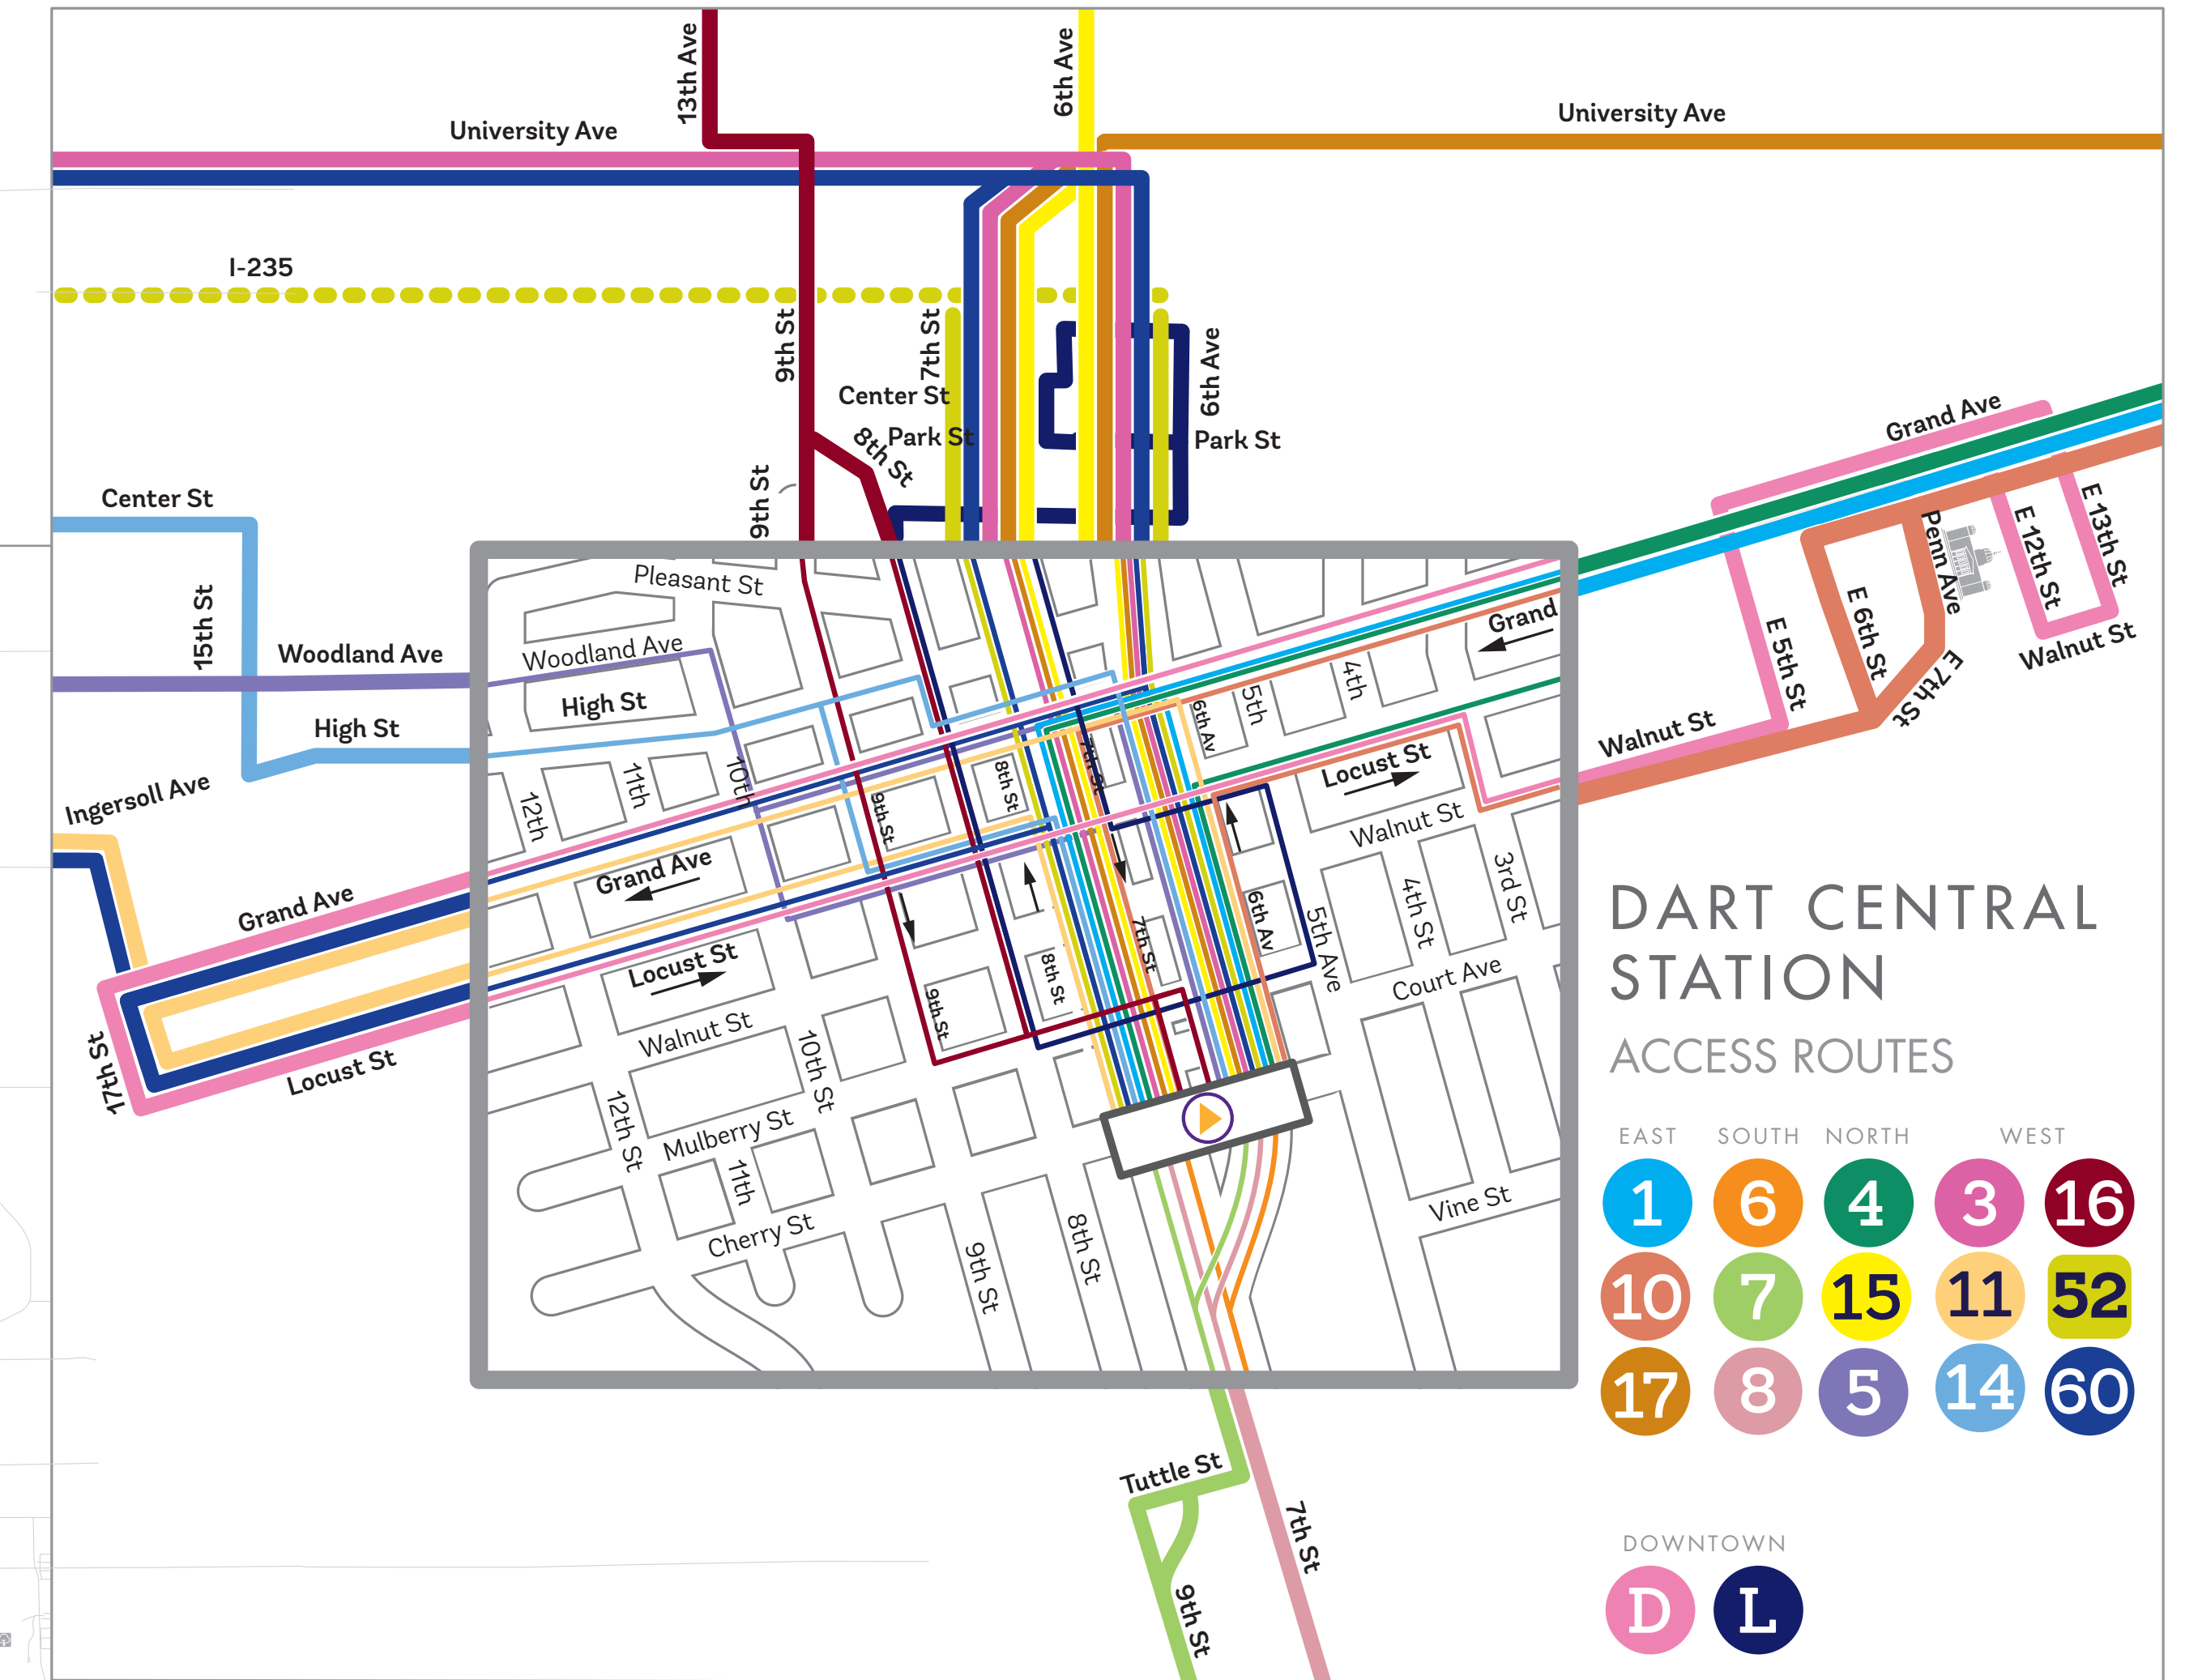 13th Ave
6th Ave
University Ave
University Ave
I-235
9th St
7th St
6th Ave
Center St
Park St
8th St
Park St
9th St
Grand Ave
Center St
15th St
Woodland Ave
High St
Ingersoll Ave
Grand Ave
17th St
Locust St
Pleasant St
Woodland Ave
High St
12th
11th
10th
9th St
8th St
7th St
6th Av
5th
4th
Grand
Grand Ave
Locust St
Walnut St
Locust St
Walnut St
9th St
8th St
7th St
6th Av
5th Ave
4th St
3rd St
Court Ave
10th St
12th St
Mulberry St
11th
Cherry St
9th St
8th St
Vine St
Penn Ave
E 12th St
E 13th St
E 6th St
E 5th St
E 7th St
Walnut St
Walnut St
Tuttle St
7th St
9th St
DART CENTRAL
STATION
ACCESS ROUTES
EAST SOUTH NORTH WEST
1 6 4 3 16
10 7 15 11 52
17 8 5 14 60
DOWNTOWN
D L